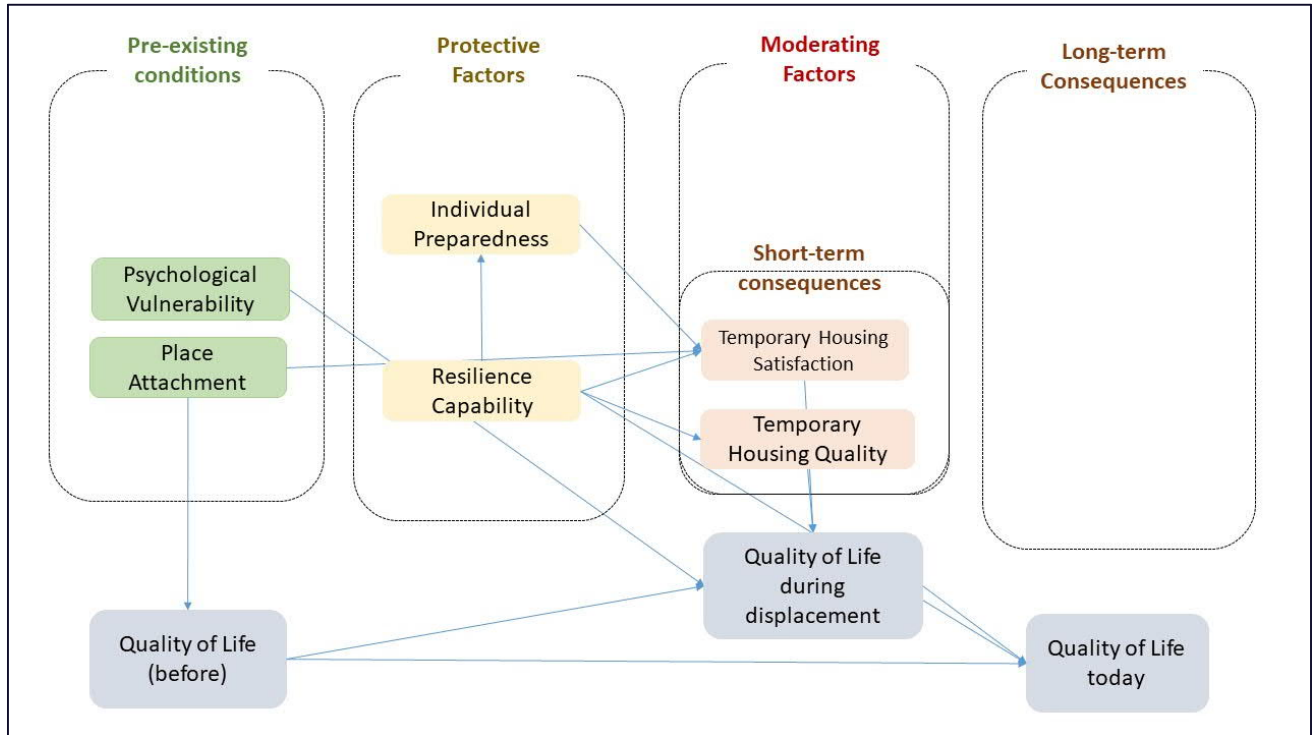 Pre-existing
conditions
Protective
Factors
Moderating
Factors
Long-term
Consequences
Individual
Preparedness
Short-term
consequences
Psychological
Vulnerability
Place
Attachment
Resilience
Capability
Temporary Housing
Satisfaction
Temporary
Housing Quality
Quality of Life
during
displacement
Quality of Life
(before)
Quality of Life
today